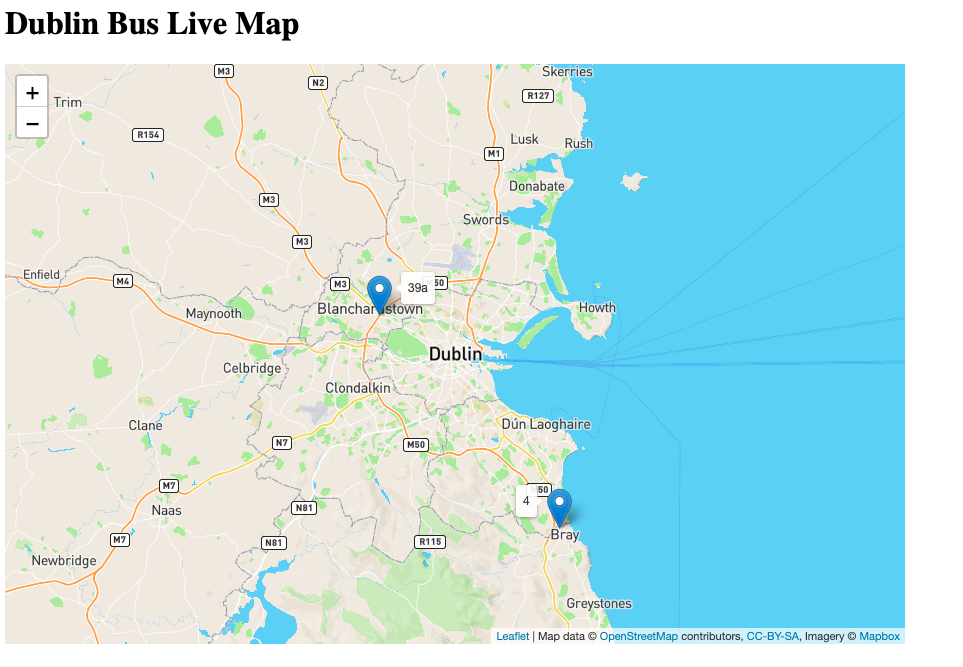 Dublin Bus Live Map
+
−
M3
N2
Skerries
R127
Trim
R154
Lusk
Rush
M1
Donabate
M3
Swords
M3
Enfield
M4
M3
39a
50
Blanchardstown
Maynooth
Howth
Dublin
Celbridge
Clondalkin
Clane
Dún Laoghaire
N7
M50
M7
50
4
Naas
N81
Bray
M7
N81
R115
Newbridge
Greystones
Leaflet | Map data © OpenStreetMap contributors, CC-BY-SA, Imagery © Mapbox